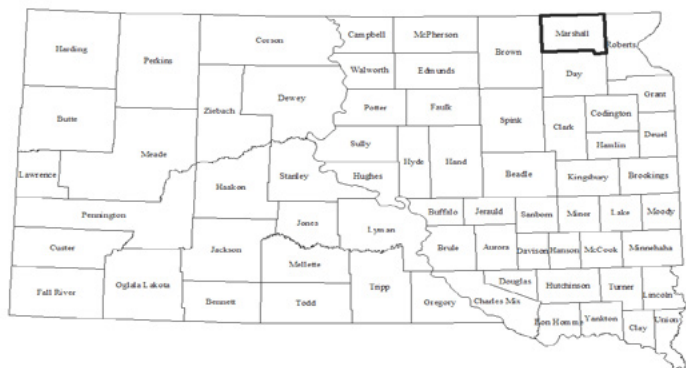 Harding
Perkins
Corson
Campbell
McPherson
Brown
Marshall
Roberts
Day
Walworth
Edmunds
Dewey
Ziebach
Butte
Meade
Potter
Faulk
Spink
Clark
Codington
Grant
Hamlin
Deuel
Sully
Hyde
Hand
Beadle
Kingsbury
Brookings
Lawrence
Haakon
Stanley
Hughes
Pennington
Jones
Lyman
Buffalo
Jerauld
Sanborn
Miner
Lake
Moody
Custer
Jackson
Mellette
Brule
Aurora
Davison
Hanson
McCook
Minnehaha
Fall River
Oglala Lakota
Bennett
Todd
Tripp
Gregory
Charles Mix
Douglas
Hutchinson
Turner
Lincoln
Bon Homme
Yankton
Clay
Union